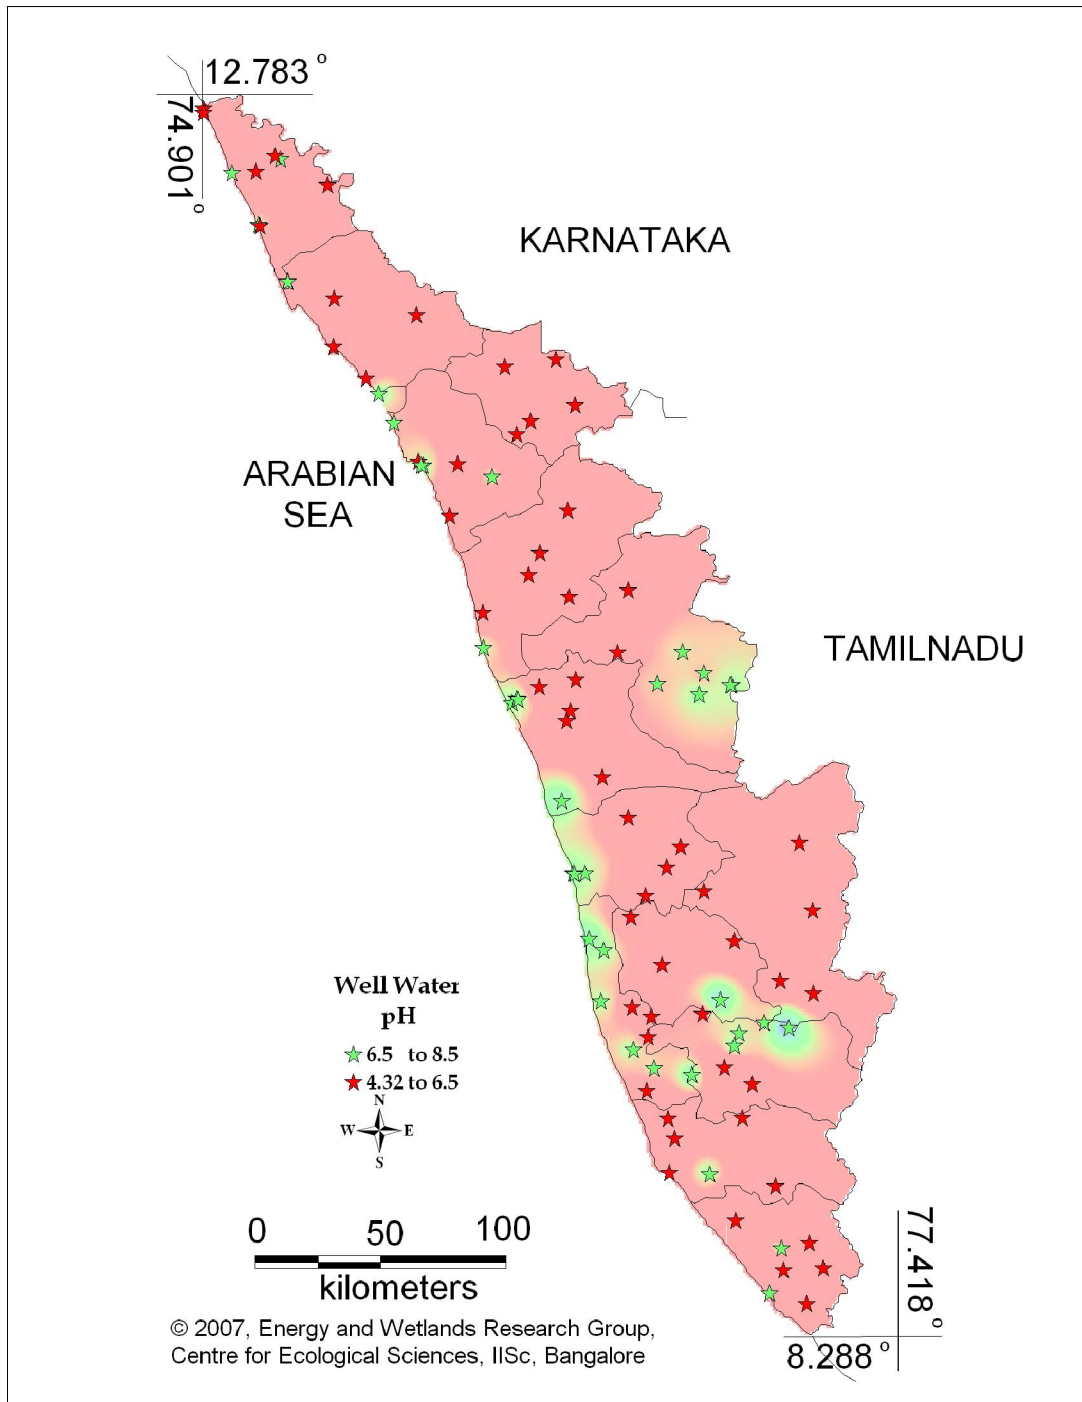 12.783 °
74.901 °
KARNATAKA
ARABIAN
SEA
TAMILNADU
Well Water
pH
6.5 to 8.5
4.32 to 6.5
N
W E
S
0 50 100
kilometers
77.418 °
8.288 °
© 2007, Energy and Wetlands Research Group,
Centre for Ecological Sciences, IISc, Bangalore